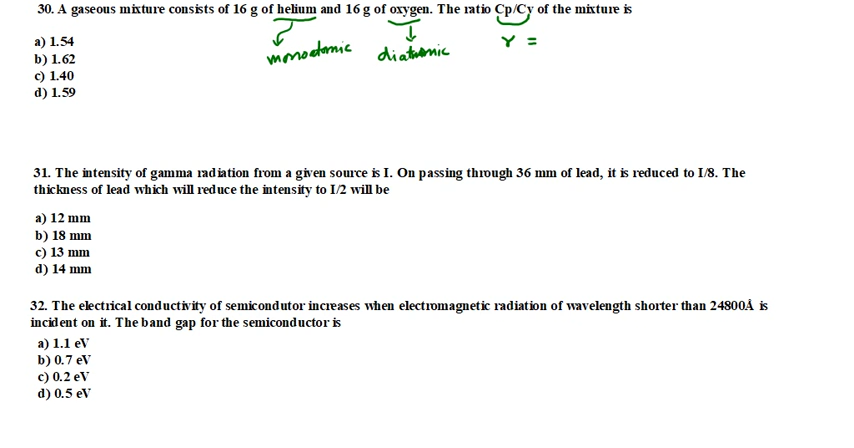 30. A gaseous mixture consists of 16 g of helium and 16 g of oxygen. The ratio Cp/Cy of the mixture is
monoatomic diatomic γ =
a) 1.54
b) 1.62
c) 1.40
d) 1.59
31. The intensity of gamma radiation from a given source is I. On passing through 36 mm of lead, it is reduced to I/8. The
thickness of lead which will reduce the intensity to I/2 will be
a) 12 mm
b) 18 mm
c) 13 mm
d) 14 mm
32. The electrical conductivity of semicondutor increases when electromagnetic radiation of wavelength shorter than 24800Å is
incident on it. The band gap for the semiconductor is
a) 1.1 eV
b) 0.7 eV
c) 0.2 eV
d) 0.5 eV